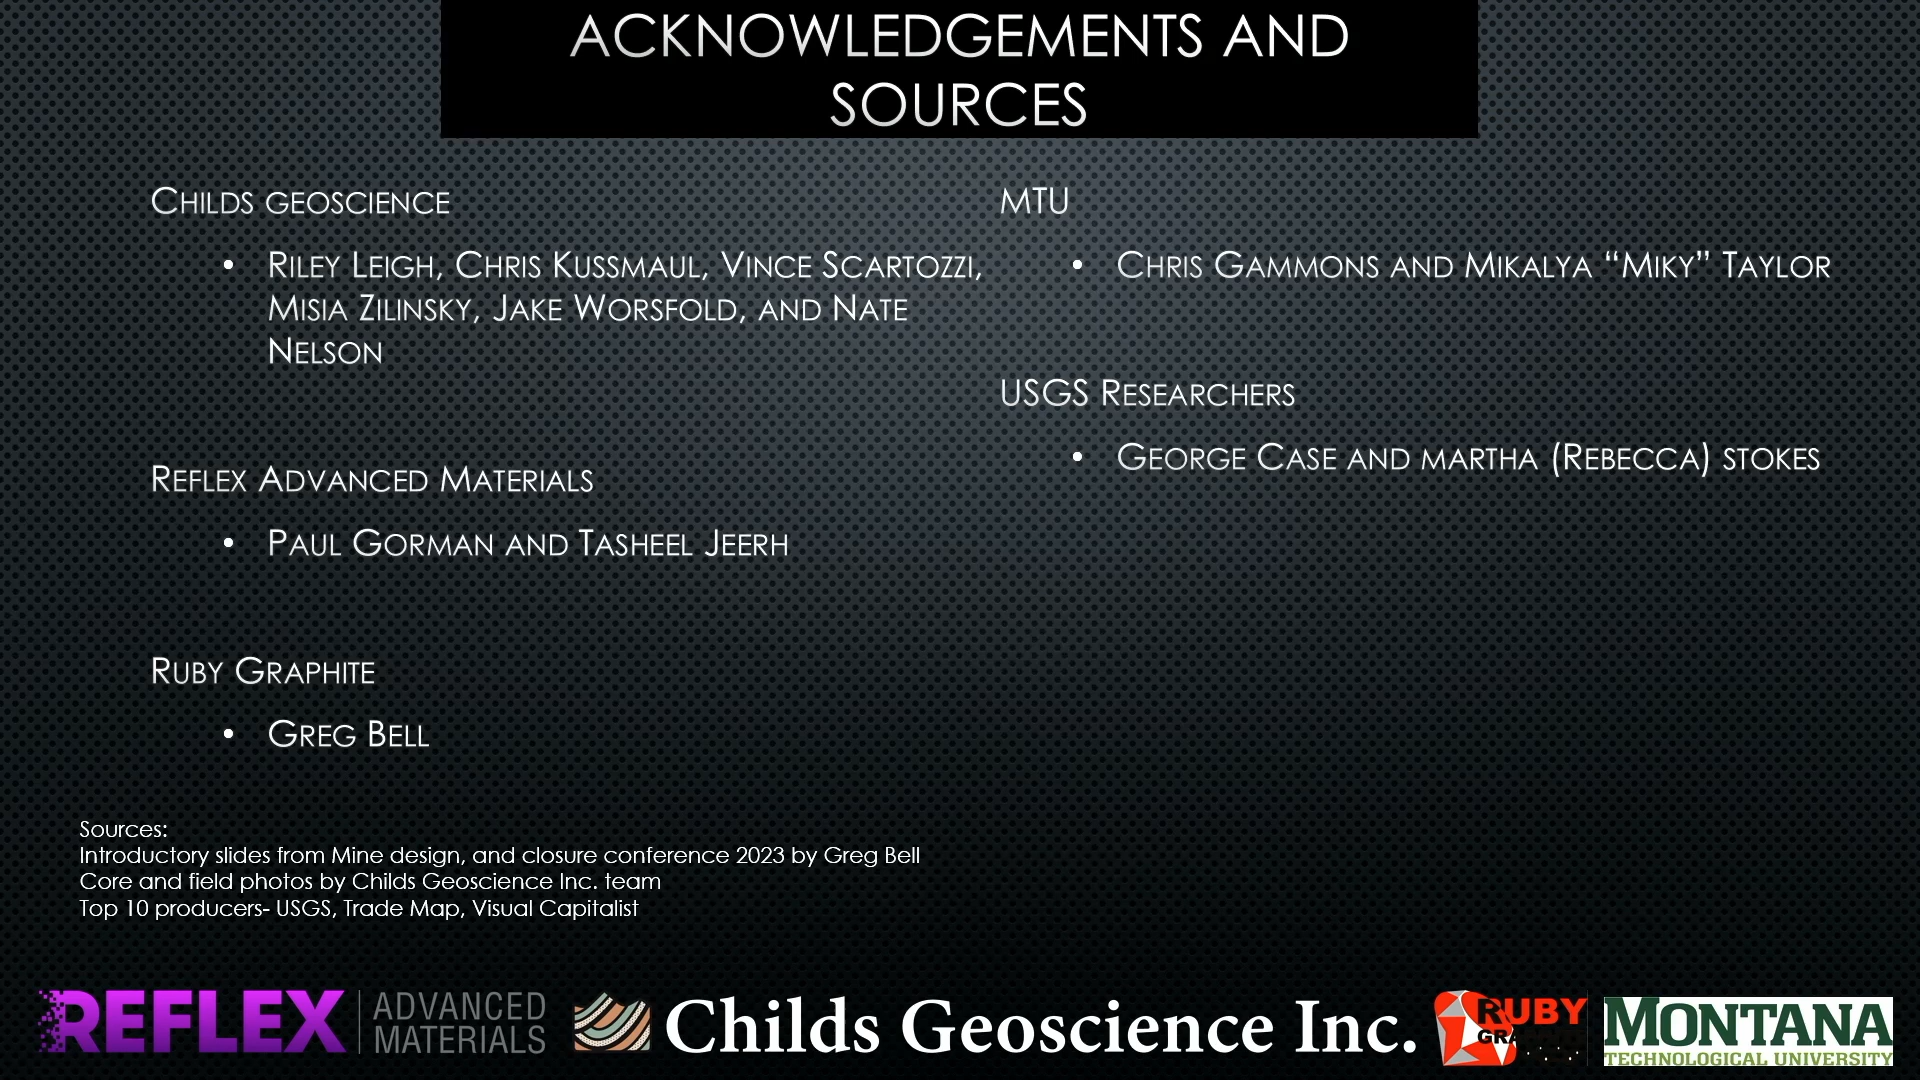 ACKNOWLEDGEMENTS AND
SOURCES
CHILDS GEOSCIENCE
• RILEY LEIGH, CHRIS KUSSMAUL, VINCE SCARTOZZI,
MISIA ZILINSKY, JAKE WORSFOLD, AND NATE
NELSON
REFLEX ADVANCED MATERIALS
• PAUL GORMAN AND TASHEEL JEERH
RUBY GRAPHITE
• GREG BELL
MTU
• CHRIS GAMMONS AND MIKALYA “MIKY” TAYLOR
USGS RESEARCHERS
• GEORGE CASE AND MARTHA (REBECCA) STOKES
Sources:
Introductory slides from Mine design, and closure conference 2023 by Greg Bell
Core and field photos by Childs Geoscience Inc. team
Top 10 producers- USGS, Trade Map, Visual Capitalist
REFLEX
ADVANCED
MATERIALS
Childs Geoscience Inc.
RUBY
MONTANA
TECHNOLOGICAL UNIVERSITY